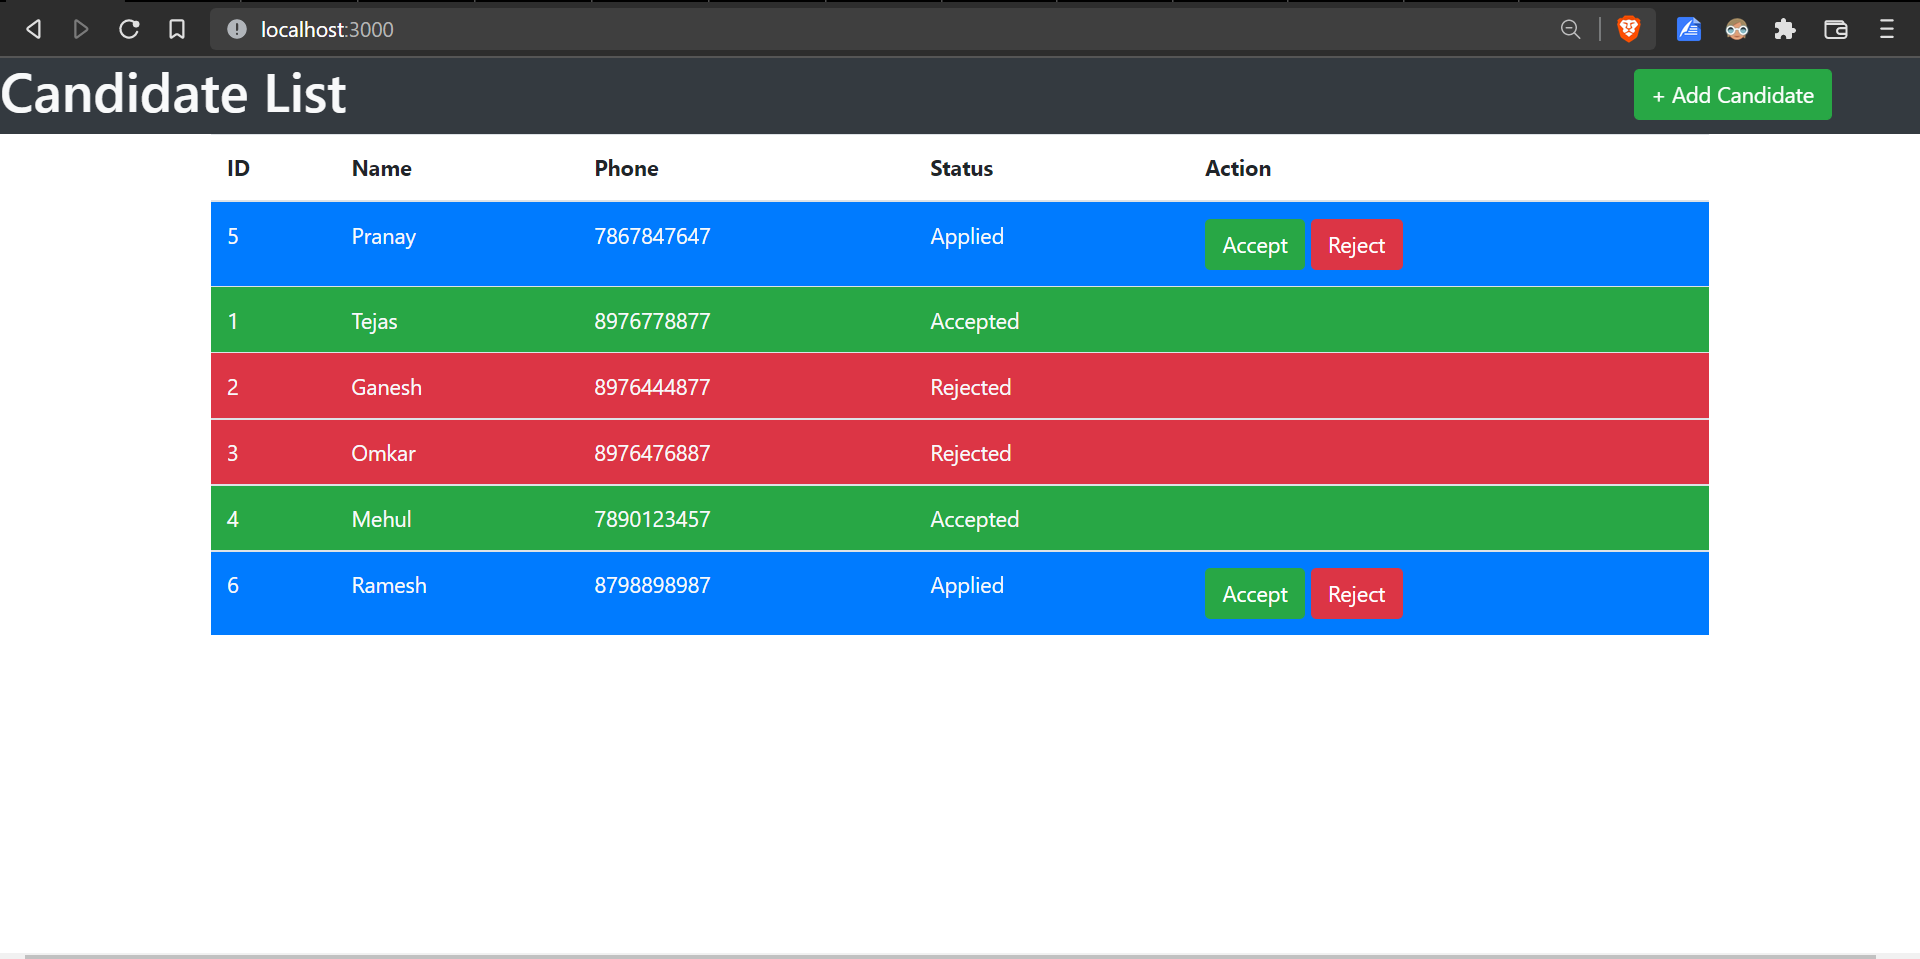 localhost:3000
Candidate List + Add Candidate
ID Name Phone Status Action
5 Pranay 7867847647 Applied Accept Reject
1 Tejas 8976778877 Accepted
2 Ganesh 8976444877 Rejected
3 Omkar 8976476887 Rejected
4 Mehul 7890123457 Accepted
6 Ramesh 8798898987 Applied Accept Reject